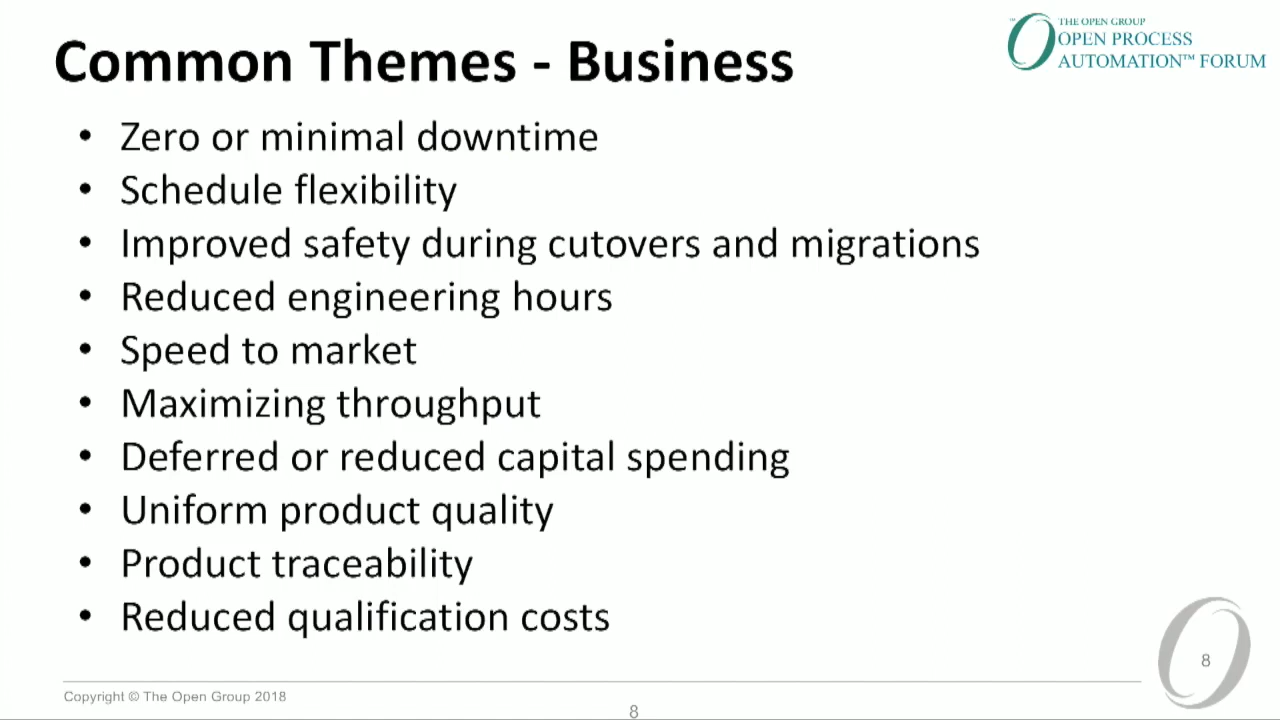 Common Themes - Business
THE OPEN GROUP
OPEN PROCESS
AUTOMATION™ FORUM
• Zero or minimal downtime
• Schedule flexibility
• Improved safety during cutovers and migrations
• Reduced engineering hours
• Speed to market
• Maximizing throughput
• Deferred or reduced capital spending
• Uniform product quality
• Product traceability
• Reduced qualification costs
8
Copyright © The Open Group 2018
8